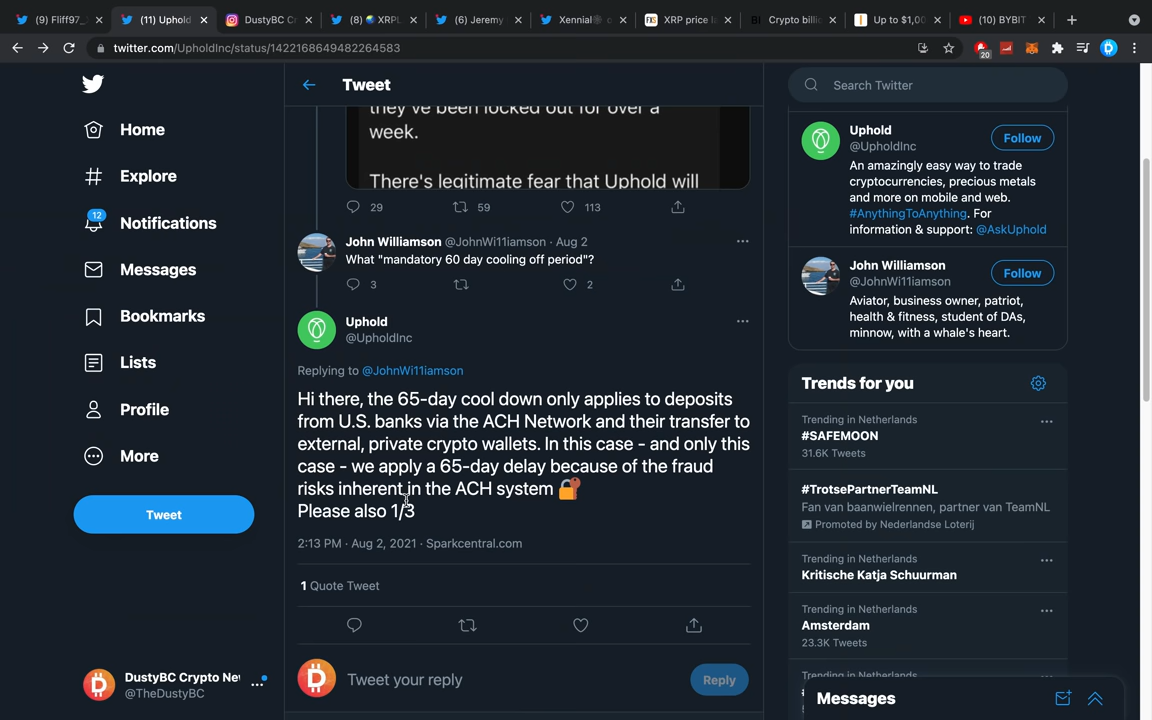 (9) Fliff97_
(11) Uphold
DustyBC Cr
(8) 🌏 XRPL
(6) Jeremy
Xennial
XRP price
Crypto billi
Up to $1,00
(10) BYBIT
twitter.com/UpholdInc/status/1422168649482264583
20
Home
Explore
12
Notifications
Messages
Bookmarks
Lists
Profile
More
Tweet
DustyBC Crypto Ne
@TheDustyBC
Tweet
they've been locked out for over a
week.
There's legitimate fear that Uphold will
29
59
113
John Williamson @JohnWi11iamson · Aug 2
What "mandatory 60 day cooling off period"?
3
2
Uphold
@UpholdInc
Replying to @JohnWi11iamson
Hi there, the 65-day cool down only applies to deposits
from U.S. banks via the ACH Network and their transfer to
external, private crypto wallets. In this case - and only this
case - we apply a 65-day delay because of the fraud
risks inherent in the ACH system 🔐
Please also 1/3
2:13 PM · Aug 2, 2021 · Sparkcentral.com
1 Quote Tweet
Tweet your reply
Reply
Search Twitter
Uphold
@UpholdInc
Follow
An amazingly easy way to trade
cryptocurrencies, precious metals
and more on mobile and web.
#AnythingToAnything. For
information & support: @AskUphold
John Williamson
@JohnWi11iamson
Follow
Aviator, business owner, patriot,
health & fitness, student of DAs,
minnow, with a whale's heart.
Trends for you
Trending in Netherlands
#SAFEMOON
31.6K Tweets
#TrotsePartnerTeamNL
Fan van baanwielrennen, partner van TeamNL
Promoted by Nederlandse Loterij
Trending in Netherlands
Kritische Katja Schuurman
Trending in Netherlands
Amsterdam
23.3K Tweets
Messages